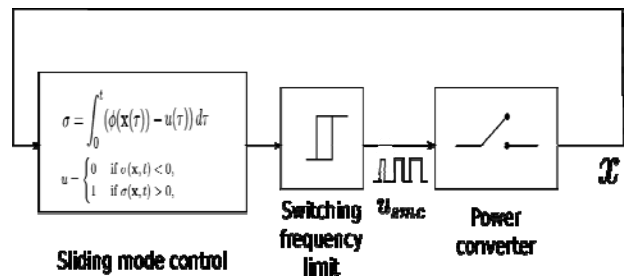 σ = ∫₀ᵗ (ϕ(x(τ)) − u(τ)) dτ
u = {0 if σ(x, t) < 0,
1 if σ(x, t) > 0,
u_smc
x
Switching
frequency
limit
Power
converter
Sliding mode control